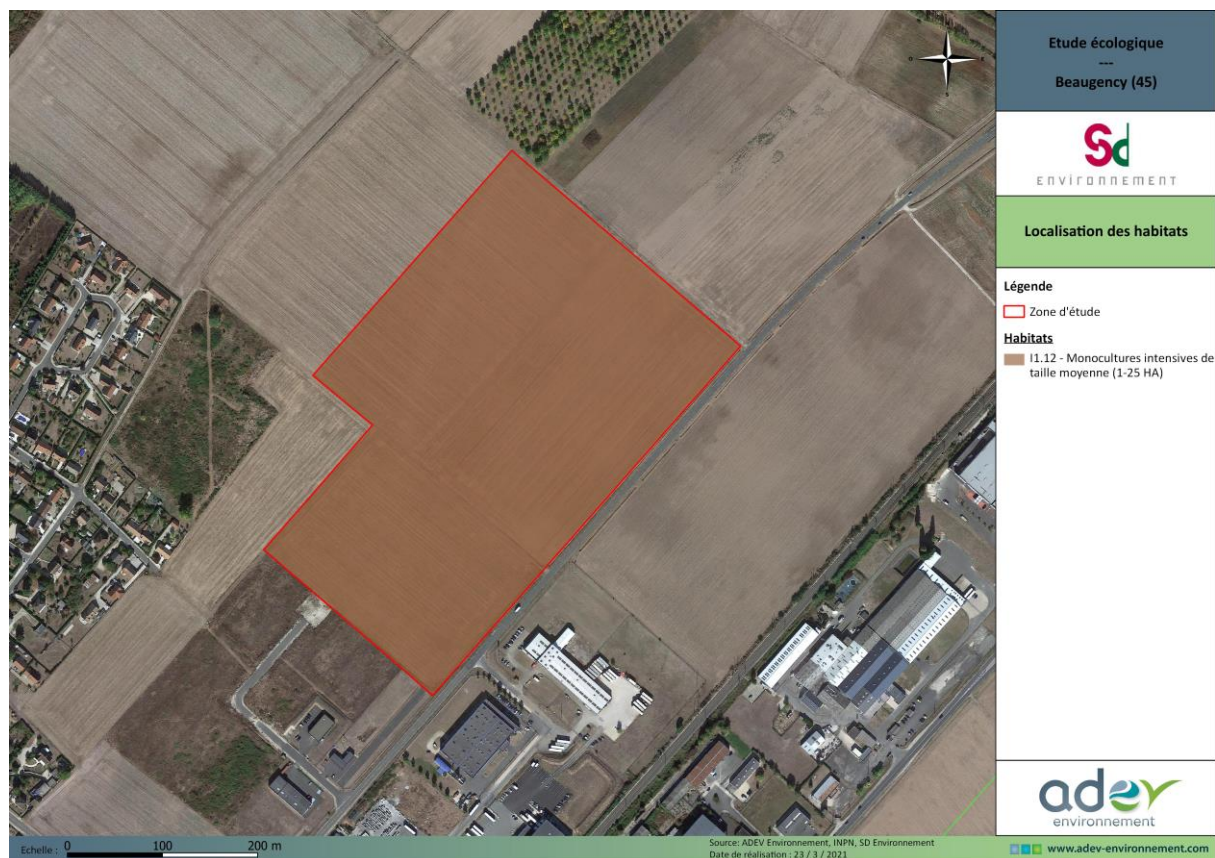 Etude écologique
---
Beaugency (45)
Sd
ENVIRONNEMENT
Localisation des habitats
Légende
Zone d'étude
Habitats
I1.12 - Monocultures intensives de
taille moyenne (1-25 HA)
adev
environnement
www.adev-environnement.com
Echelle : 0 100 200 m
Source: ADEV Environnement, INPN, SD Environnement
Date de réalisation : 23 / 3 / 2021